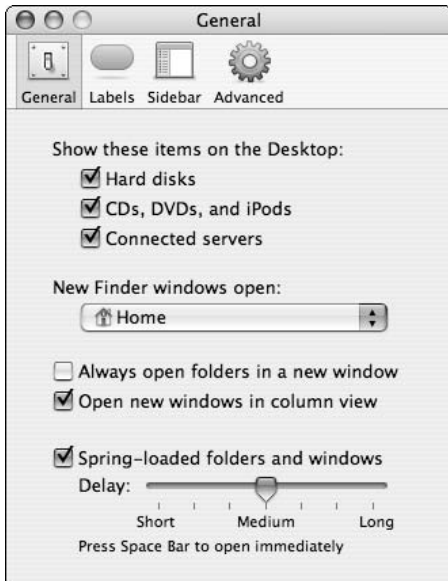 General
General Labels Sidebar Advanced
Show these items on the Desktop:
Hard disks
CDs, DVDs, and iPods
Connected servers
New Finder windows open:
Home
Always open folders in a new window
Open new windows in column view
Spring-loaded folders and windows
Delay:
Short Medium Long
Press Space Bar to open immediately